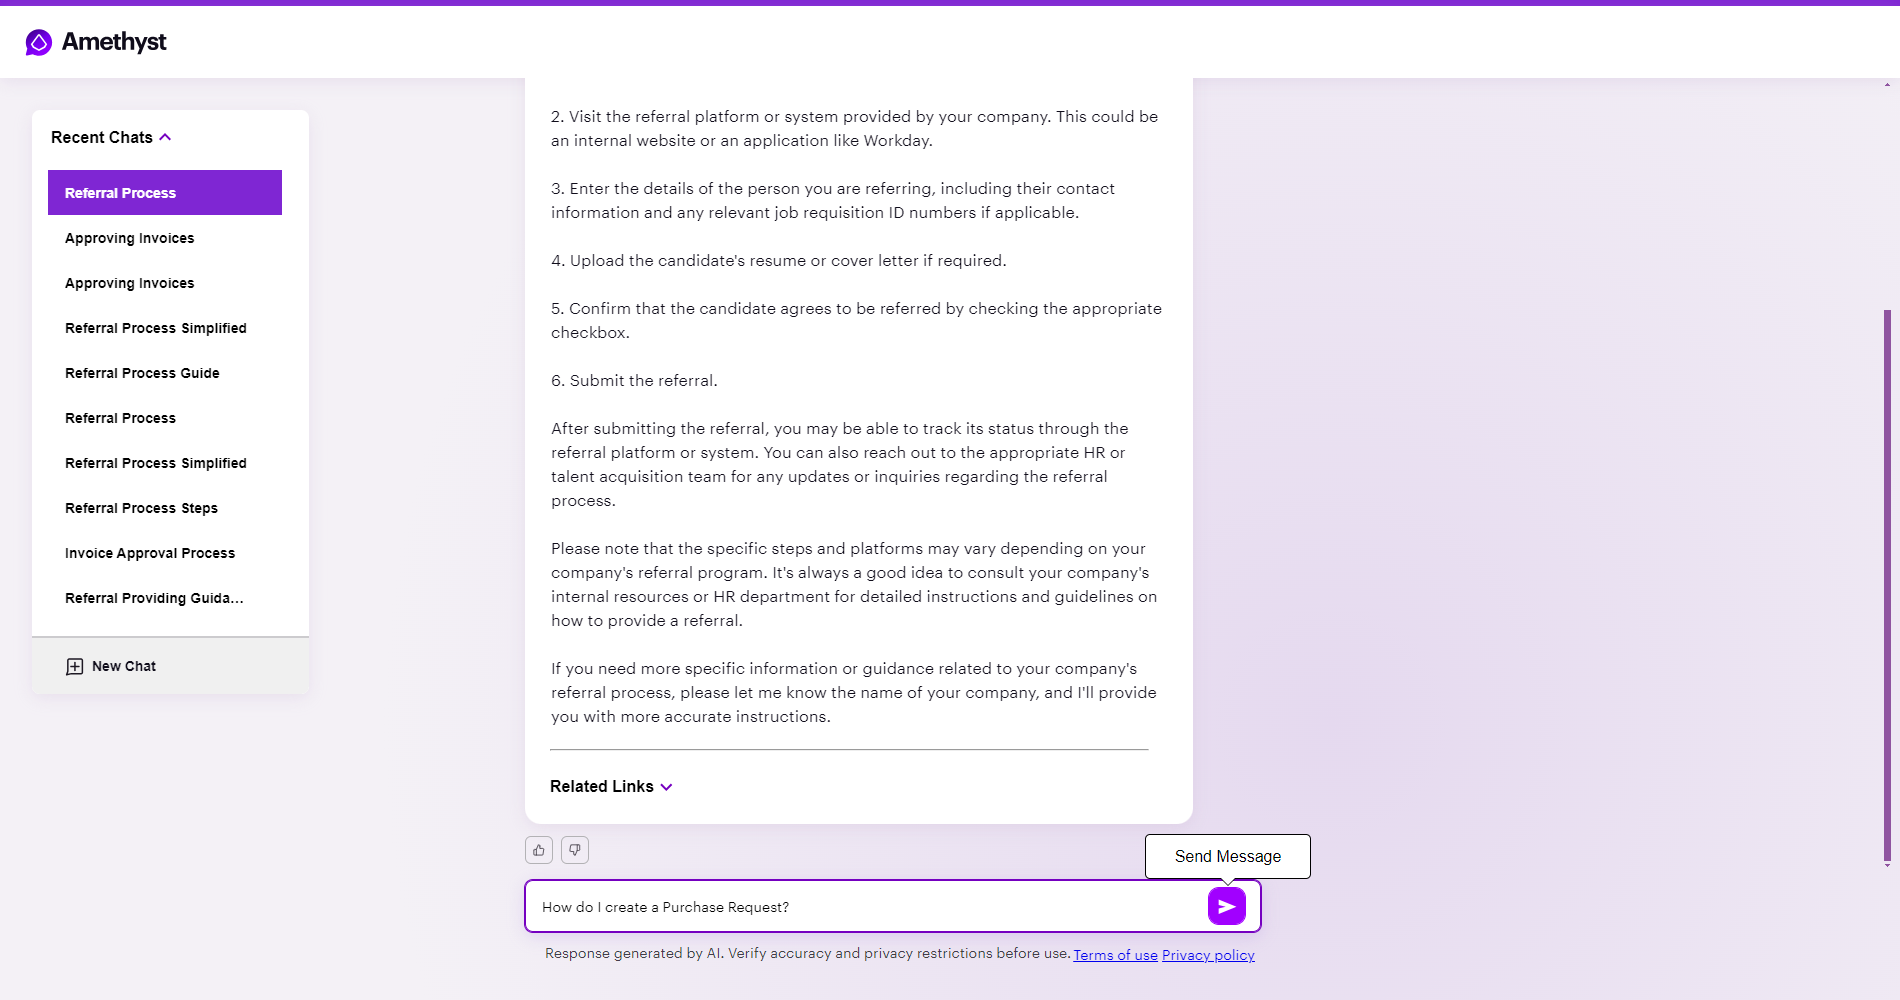 Amethyst
Recent Chats
Referral Process
Approving Invoices
Approving Invoices
Referral Process Simplified
Referral Process Guide
Referral Process
Referral Process Simplified
Referral Process Steps
Invoice Approval Process
Referral Providing Guida...
New Chat
2. Visit the referral platform or system provided by your company. This could be
an internal website or an application like Workday.
3. Enter the details of the person you are referring, including their contact
information and any relevant job requisition ID numbers if applicable.
4. Upload the candidate's resume or cover letter if required.
5. Confirm that the candidate agrees to be referred by checking the appropriate
checkbox.
6. Submit the referral.
After submitting the referral, you may be able to track its status through the
referral platform or system. You can also reach out to the appropriate HR or
talent acquisition team for any updates or inquiries regarding the referral
process.
Please note that the specific steps and platforms may vary depending on your
company's referral program. It's always a good idea to consult your company's
internal resources or HR department for detailed instructions and guidelines on
how to provide a referral.
If you need more specific information or guidance related to your company's
referral process, please let me know the name of your company, and I'll provide
you with more accurate instructions.
Related Links
Send Message
How do I create a Purchase Request?
Response generated by AI. Verify accuracy and privacy restrictions before use. Terms of use Privacy policy